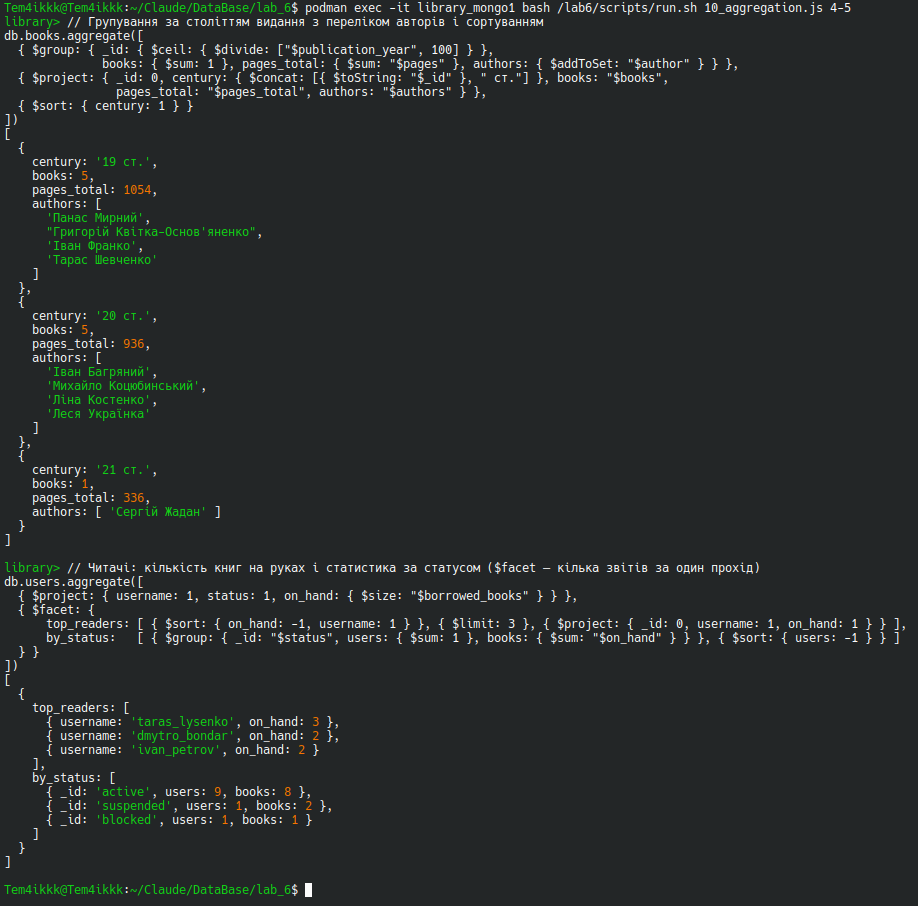 Tem4ikkk@Tem4ikkk:~/Claude/DataBase/lab_6$ podman exec -it library_mongo1 bash /lab6/scripts/run.sh 10_aggregation.js 4-5
library> // Групування за століттям видання з переліком авторів і сортуванням
db.books.aggregate([
  { $group: { _id: { $ceil: { $divide: ["$publication_year", 100] } },
              books: { $sum: 1 }, pages_total: { $sum: "$pages" }, authors: { $addToSet: "$author" } } },
  { $project: { _id: 0, century: { $concat: [{ $toString: "$_id" }, " ст."] }, books: "$books",
                pages_total: "$pages_total", authors: "$authors" } },
  { $sort: { century: 1 } }
])
[
  {
    century: '19 ст.',
    books: 5,
    pages_total: 1054,
    authors: [
      'Панас Мирний',
      "Григорій Квітка-Основ'яненко",
      'Іван Франко',
      'Тарас Шевченко'
    ]
  },
  {
    century: '20 ст.',
    books: 5,
    pages_total: 936,
    authors: [
      'Іван Багряний',
      'Михайло Коцюбинський',
      'Ліна Костенко',
      'Леся Українка'
    ]
  },
  {
    century: '21 ст.',
    books: 1,
    pages_total: 336,
    authors: [ 'Сергій Жадан' ]
  }
]

library> // Читачі: кількість книг на руках і статистика за статусом ($facet — кілька звітів за один прохід)
db.users.aggregate([
  { $project: { username: 1, status: 1, on_hand: { $size: "$borrowed_books" } } },
  { $facet: {
      top_readers: [ { $sort: { on_hand: -1, username: 1 } }, { $limit: 3 }, { $project: { _id: 0, username: 1, on_hand: 1 } } ],
      by_status:   [ { $group: { _id: "$status", users: { $sum: 1 }, books: { $sum: "$on_hand" } } }, { $sort: { users: -1 } } ]
  } }
])
[
  {
    top_readers: [
      { username: 'taras_lysenko', on_hand: 3 },
      { username: 'dmytro_bondar', on_hand: 2 },
      { username: 'ivan_petrov', on_hand: 2 }
    ],
    by_status: [
      { _id: 'active', users: 9, books: 8 },
      { _id: 'suspended', users: 1, books: 2 },
      { _id: 'blocked', users: 1, books: 1 }
    ]
  }
]

Tem4ikkk@Tem4ikkk:~/Claude/DataBase/lab_6$